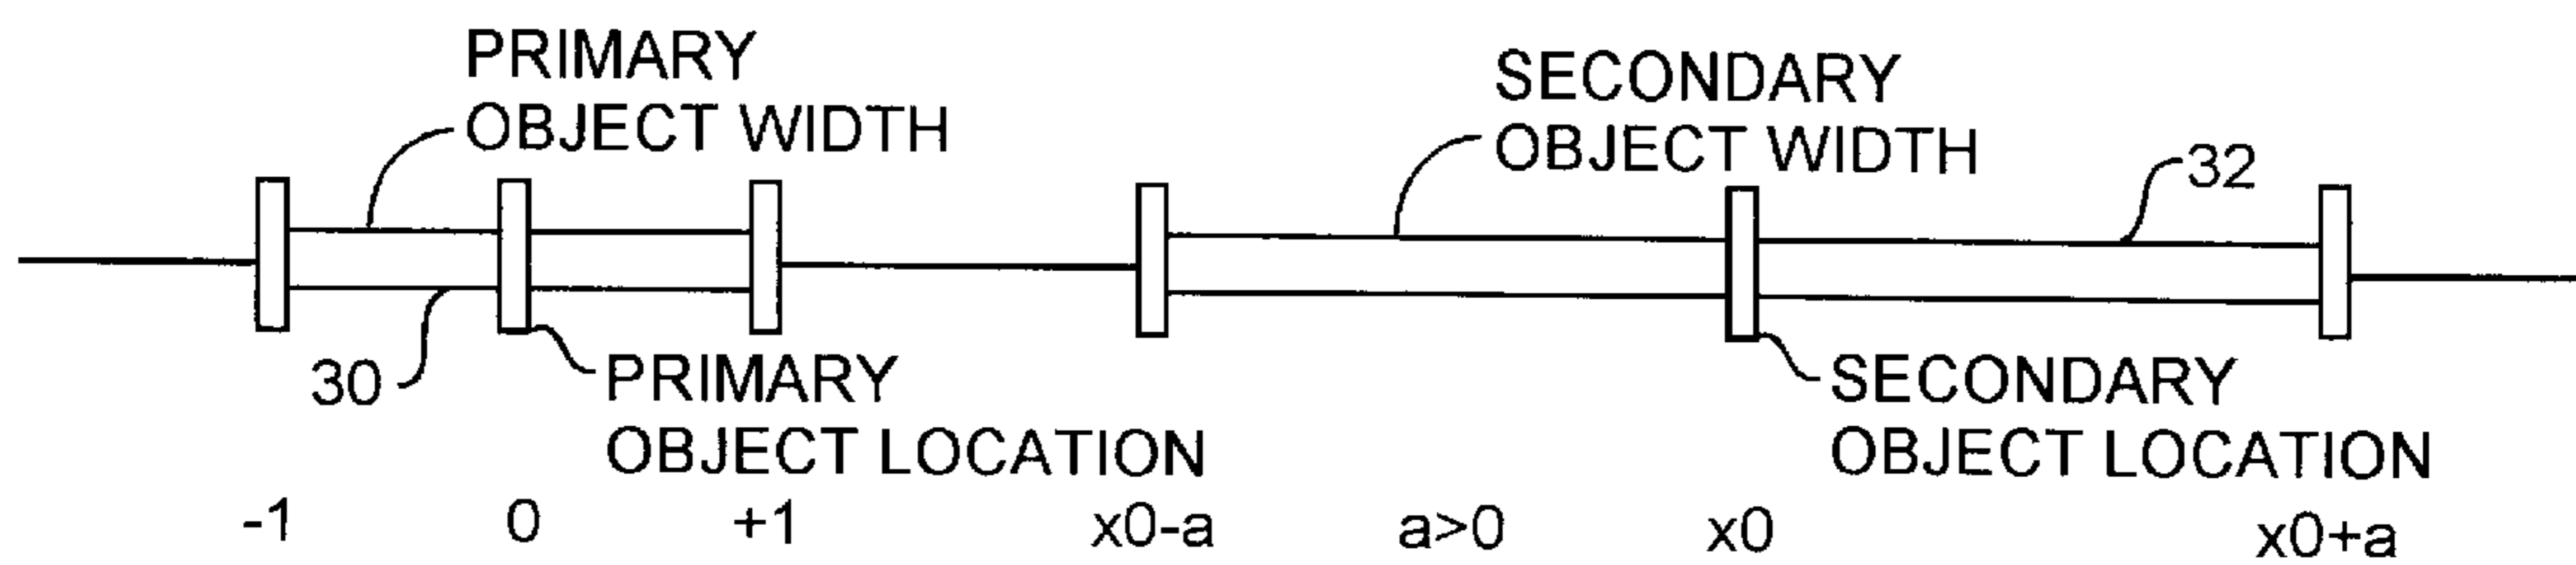 PRIMARY
OBJECT WIDTH
SECONDARY
OBJECT WIDTH
32
30
PRIMARY
OBJECT LOCATION
SECONDARY
OBJECT LOCATION
-1 0 +1 x0-a a>0 x0 x0+a